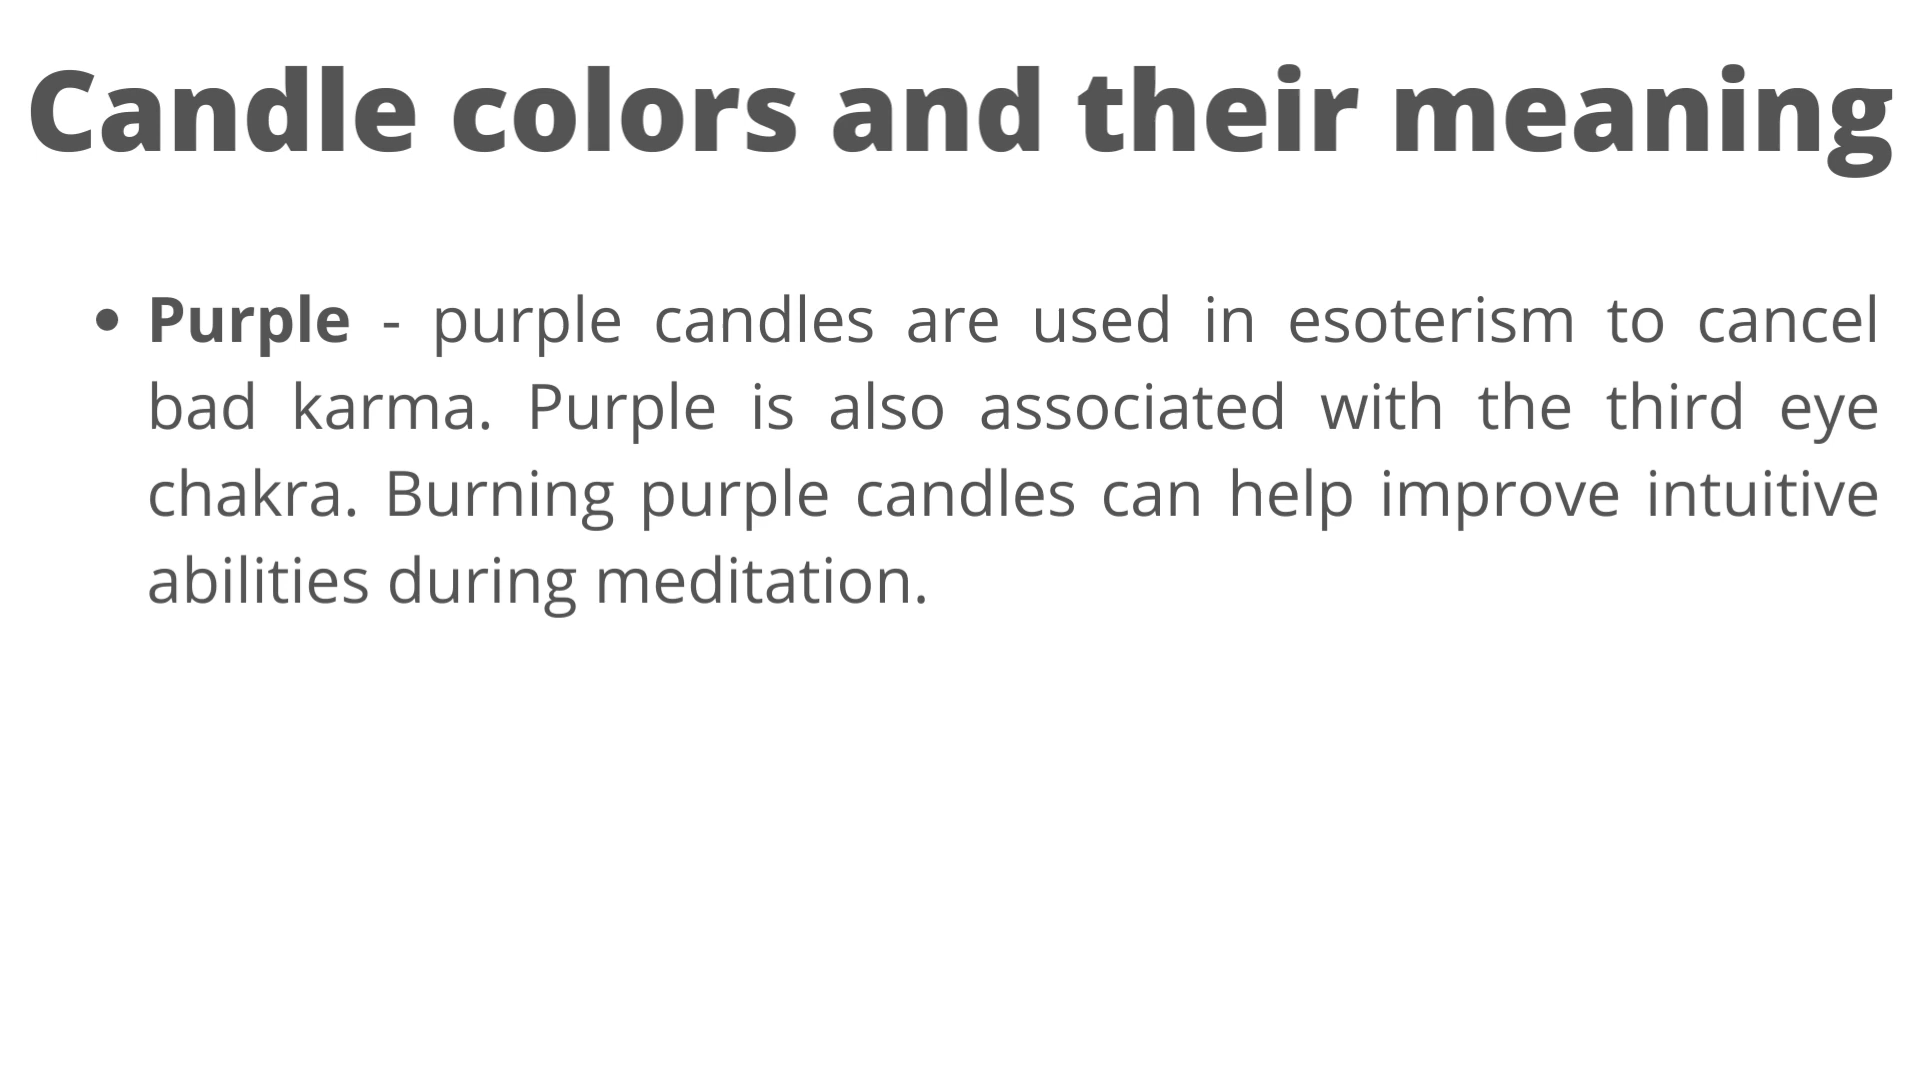 Candle colors and their meaning
• Purple - purple candles are used in esoterism to cancel
bad karma. Purple is also associated with the third eye
chakra. Burning purple candles can help improve intuitive
abilities during meditation.